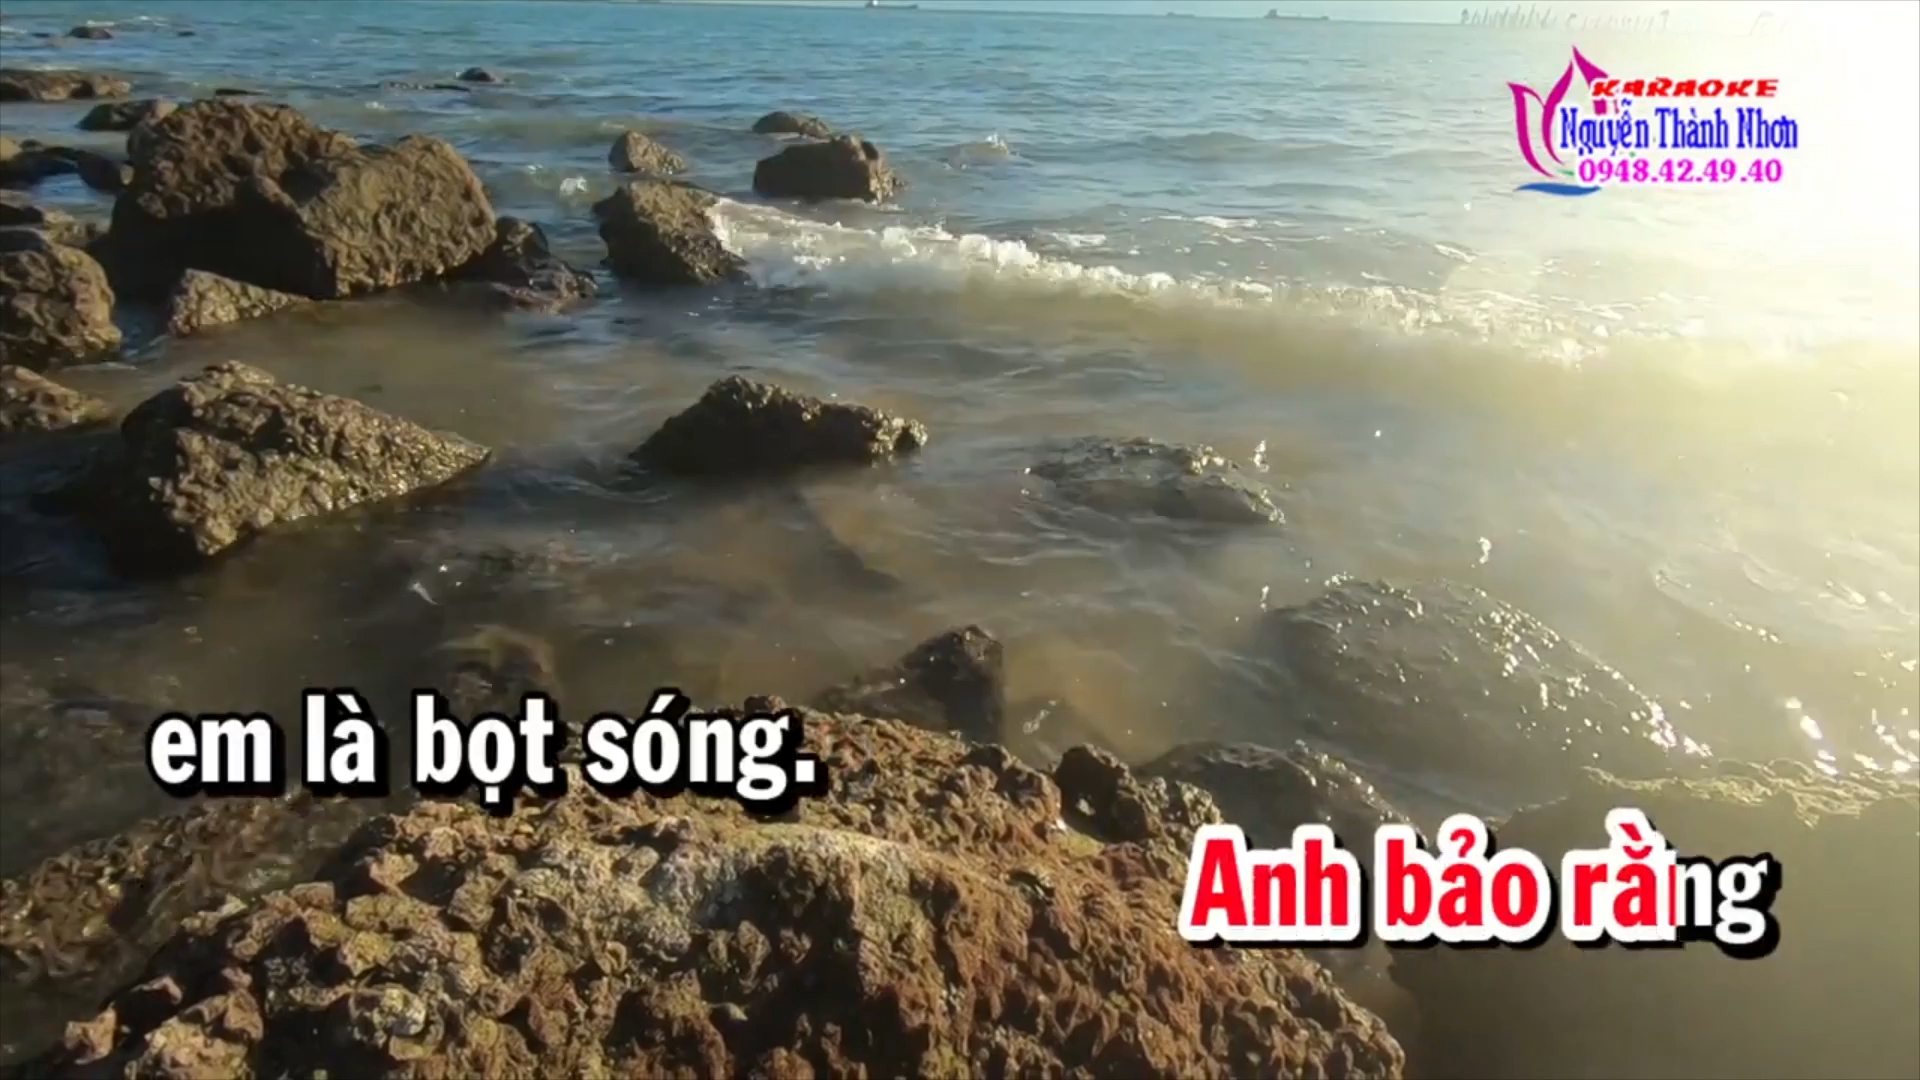 KARAOKE
Nguyễn Thành Nhơn
0948.42.49.40
em là bọt sóng.
Anh bảo rằng